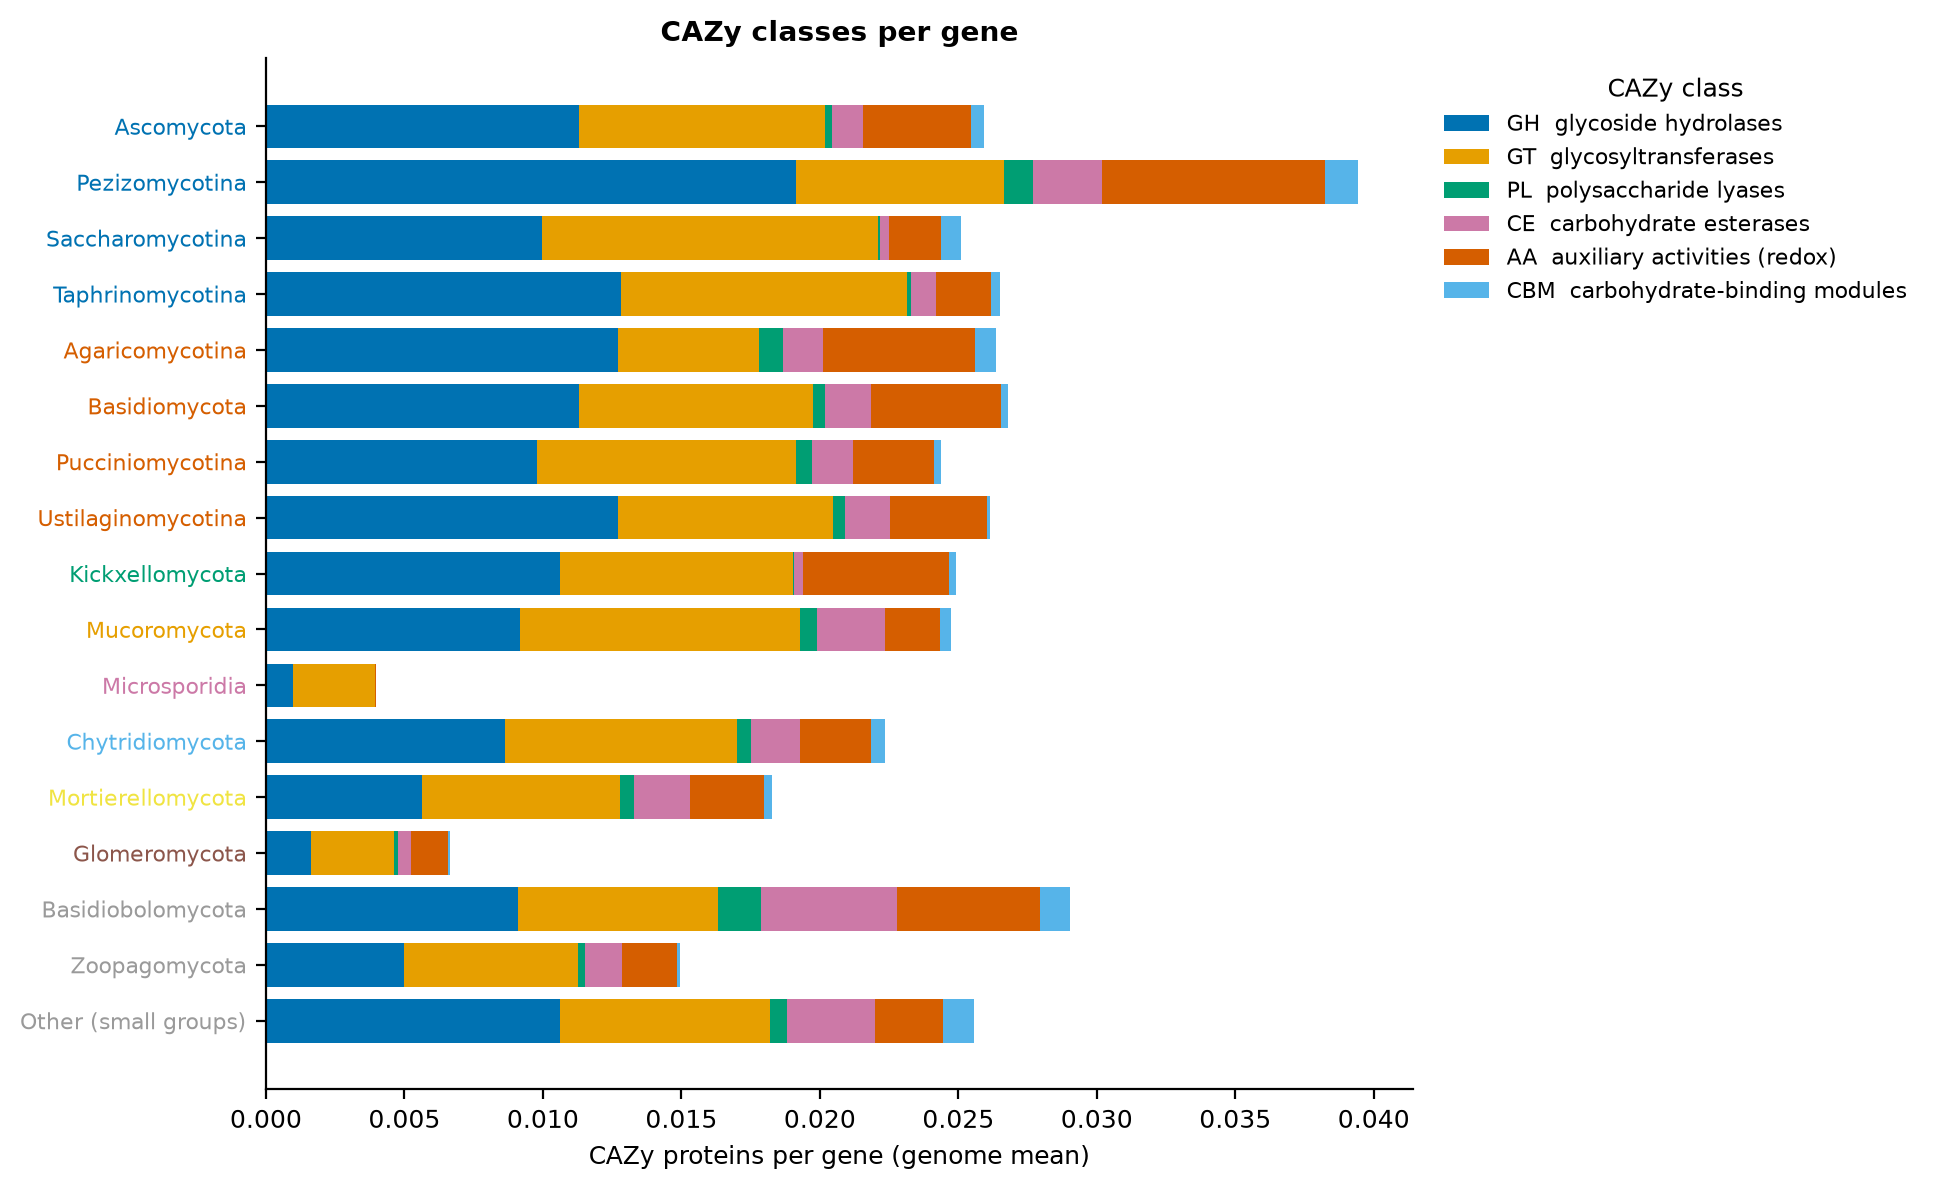 CAZy classes per gene
CAZy class
GH  glycoside hydrolases
GT  glycosyltransferases
PL  polysaccharide lyases
CE  carbohydrate esterases
AA  auxiliary activities (redox)
CBM  carbohydrate-binding modules
Ascomycota
Pezizomycotina
Saccharomycotina
Taphrinomycotina
Agaricomycotina
Basidiomycota
Pucciniomycotina
Ustilaginomycotina
Kickxellomycota
Mucoromycota
Microsporidia
Chytridiomycota
Mortierellomycota
Glomeromycota
Basidiobolomycota
Zoopagomycota
Other (small groups)
0.000 0.005 0.010 0.015 0.020 0.025 0.030 0.035 0.040
CAZy proteins per gene (genome mean)